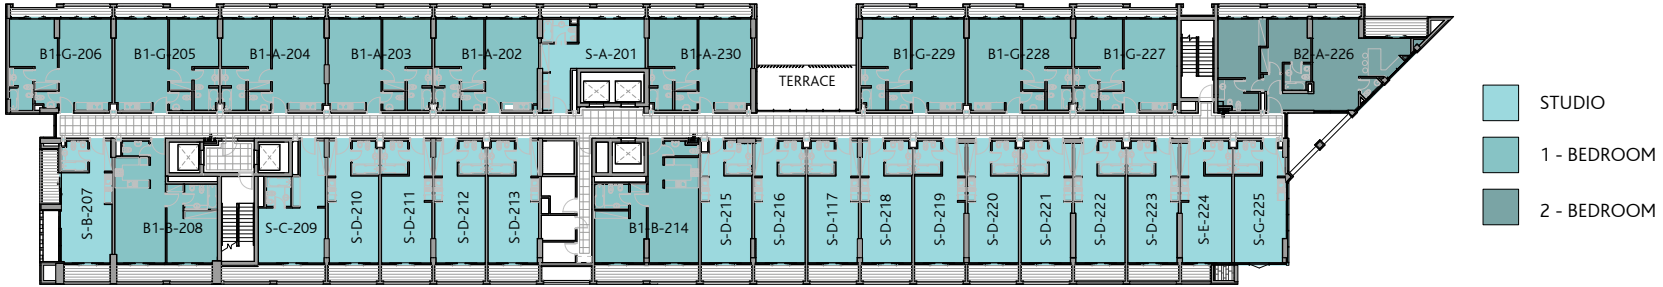 B1-G-206
B1-G-205
B1-A-204
B1-A-203
B1-A-202
S-A-201
B1-A-230
TERRACE
B1-G-229
B1-G-228
B1-G-227
B2-A-226
S-B-207
B1-B-208
S-C-209
S-D-210
S-D-211
S-D-212
S-D-213
B1-B-214
S-D-215
S-D-216
S-D-117
S-D-218
S-D-219
S-D-220
S-D-221
S-D-222
S-D-223
S-E-224
S-G-225
STUDIO
1 - BEDROOM
2 - BEDROOM